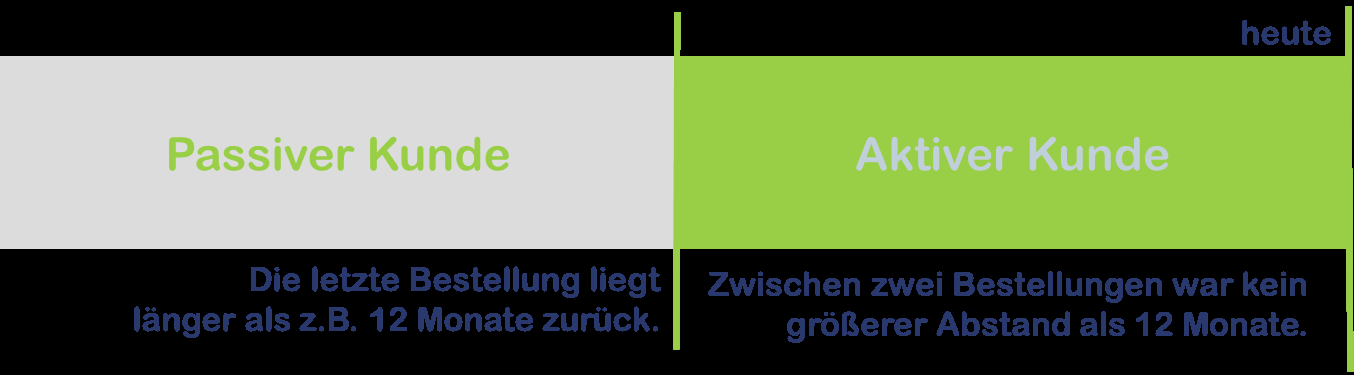 heute
Passiver Kunde
Aktiver Kunde
Die letzte Bestellung liegt
länger als z.B. 12 Monate zurück.
Zwischen zwei Bestellungen war kein
größerer Abstand als 12 Monate.